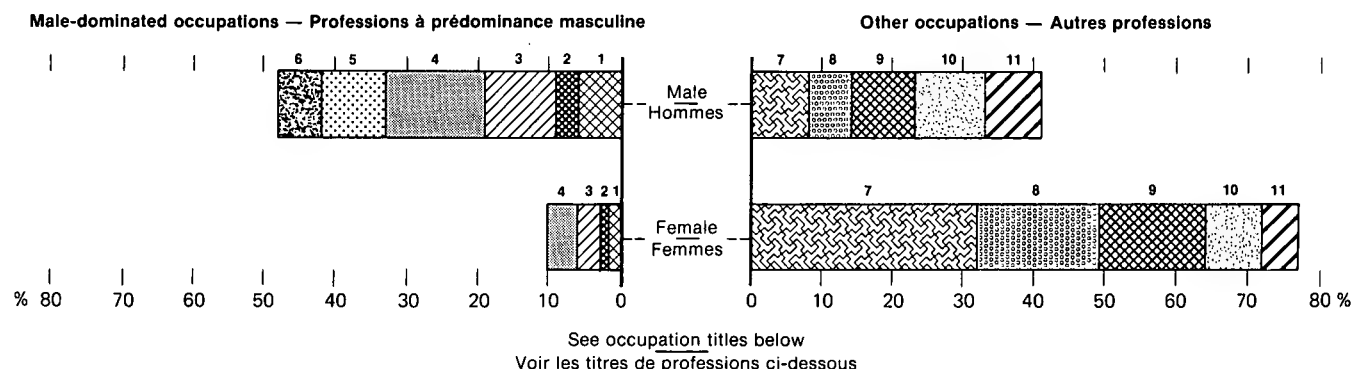 Male-dominated occupations — Professions à prédominance masculine
Other occupations — Autres professions
6 5 4 3 2 1
7 8 9 10 11
Male
Hommes
4 3 2 1
7 8 9 10 11
Female
Femmes
% 80 70 60 50 40 30 20 10 0
0 10 20 30 40 50 60 70 80 %
See occupation titles below
Voir les titres de professions ci-dessous